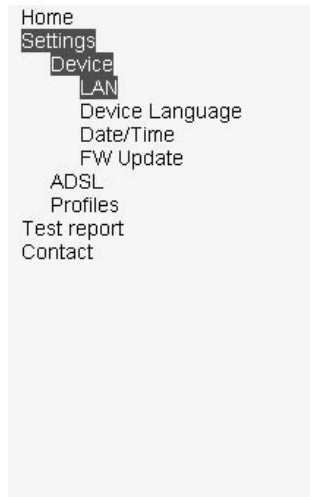 Home
Settings
Device
LAN
Device Language
Date/Time
FW Update
ADSL
Profiles
Test report
Contact